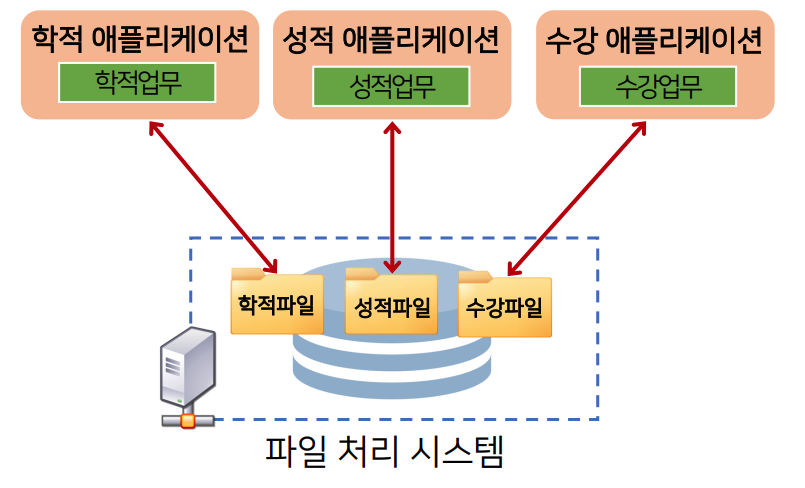 학적 애플리케이션
학적업무
성적 애플리케이션
성적업무
수강 애플리케이션
수강업무
학적파일
성적파일
수강파일
파일 처리 시스템